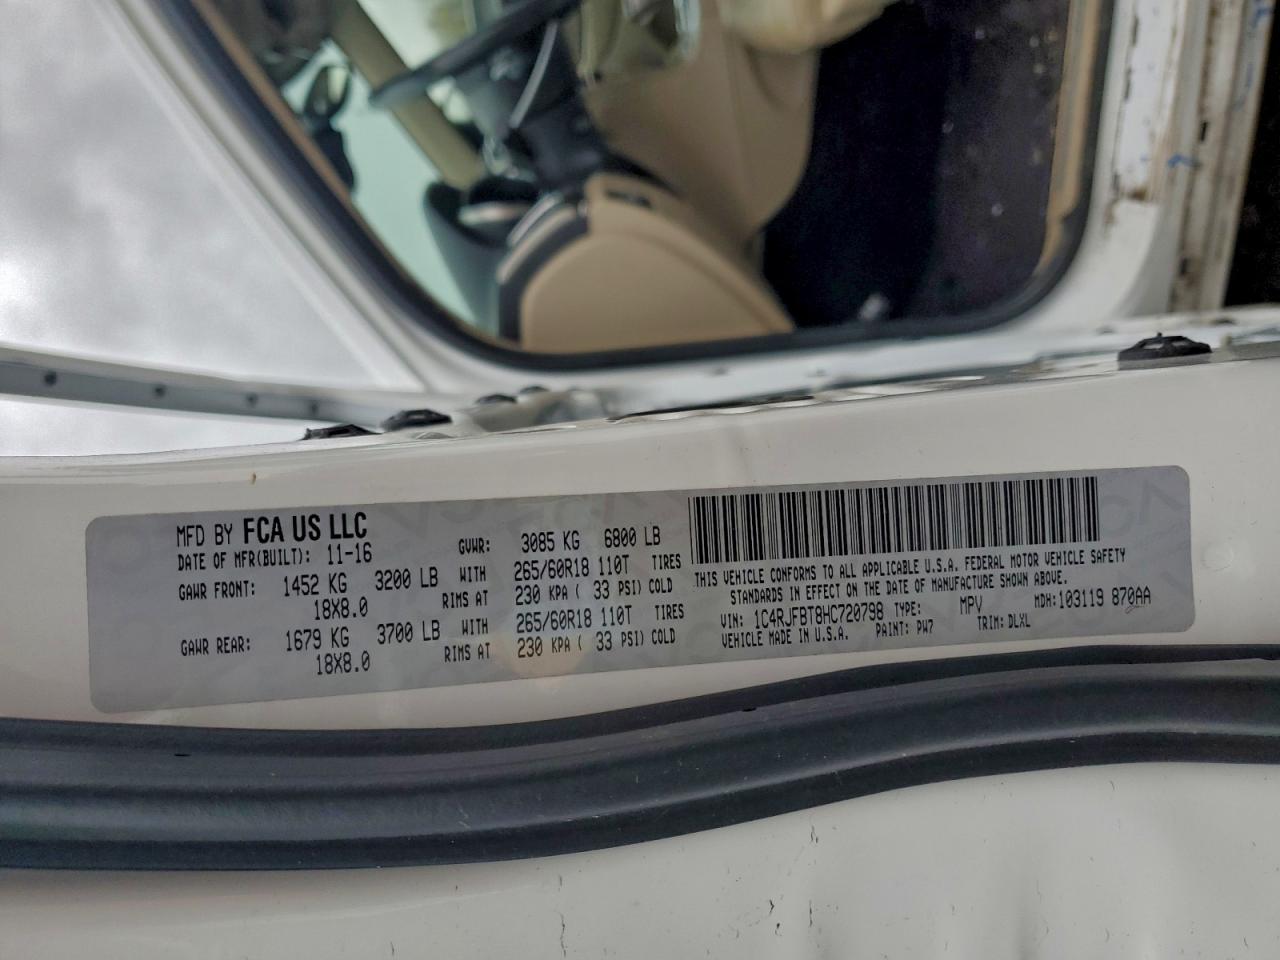 MFD BY FCA US LLC
DATE OF MFR(BUILT): 11-16 GVWR: 3085 KG 6800 LB
GAWR FRONT: 1452 KG 3200 LB WITH 265/60R18 110T TIRES
18X8.0 RIMS AT 230 KPA ( 33 PSI) COLD
GAWR REAR: 1679 KG 3700 LB WITH 265/60R18 110T TIRES
18X8.0 RIMS AT 230 KPA ( 33 PSI) COLD
THIS VEHICLE CONFORMS TO ALL APPLICABLE U.S.A. FEDERAL MOTOR VEHICLE SAFETY
STANDARDS IN EFFECT ON THE DATE OF MANUFACTURE SHOWN ABOVE.
VIN: 1C4RJFBT8HC720798 TYPE: MPV MDH:103119 870AA
VEHICLE MADE IN U.S.A. PAINT: PW7 TRIM: DLXL